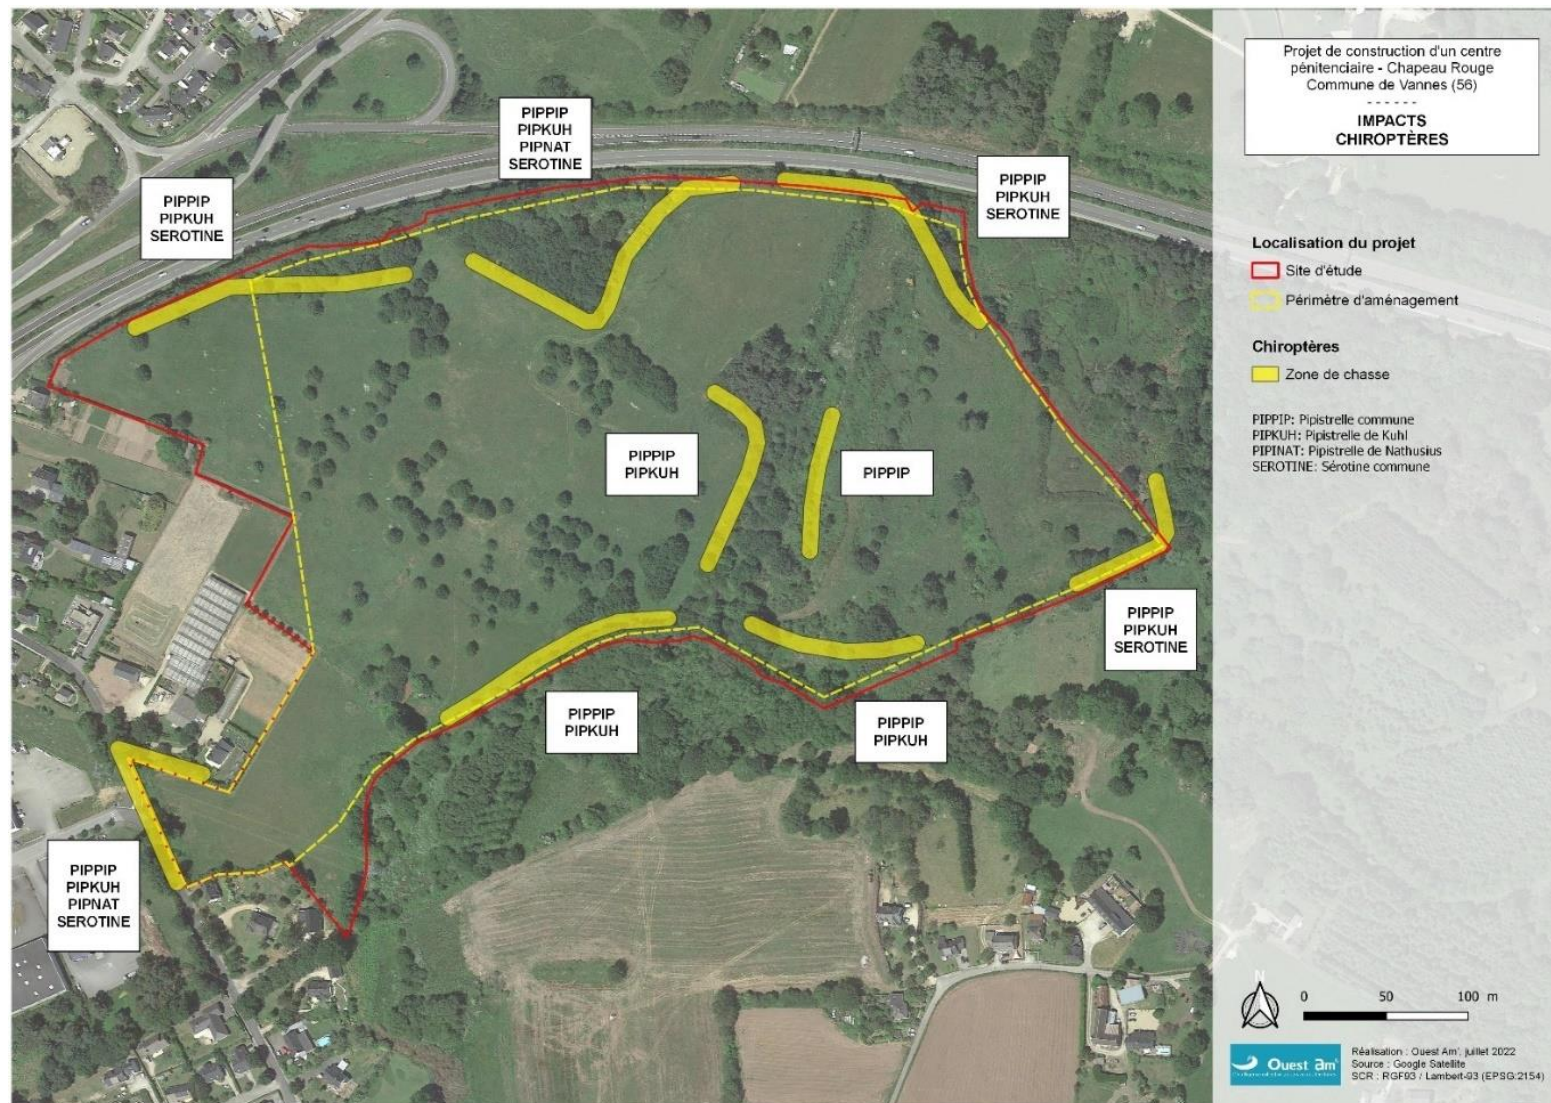 Projet de construction d'un centre
pénitenciaire - Chapeau Rouge
Commune de Vannes (56)
- - - - - -
IMPACTS
CHIROPTÈRES
PIPPIP
PIPKUH
PIPNAT
SEROTINE
PIPPIP
PIPKUH
SEROTINE
PIPPIP
PIPKUH
SEROTINE
PIPPIP
PIPKUH
PIPPIP
PIPPIP
PIPKUH
SEROTINE
PIPPIP
PIPKUH
PIPPIP
PIPKUH
PIPPIP
PIPKUH
PIPNAT
SEROTINE
Localisation du projet
Site d'étude
Périmètre d'aménagement
Chiroptères
Zone de chasse
PIPPIP: Pipistrelle commune
PIPKUH: Pipistrelle de Kuhl
PIPINAT: Pipistrelle de Nathusius
SEROTINE: Sérotine commune
N
0 50 100 m
Ouest Am'
Réalisation : Ouest Am', juillet 2022
Source : Google Satellite
SCR : RGF93 / Lambert-93 (EPSG:2154)